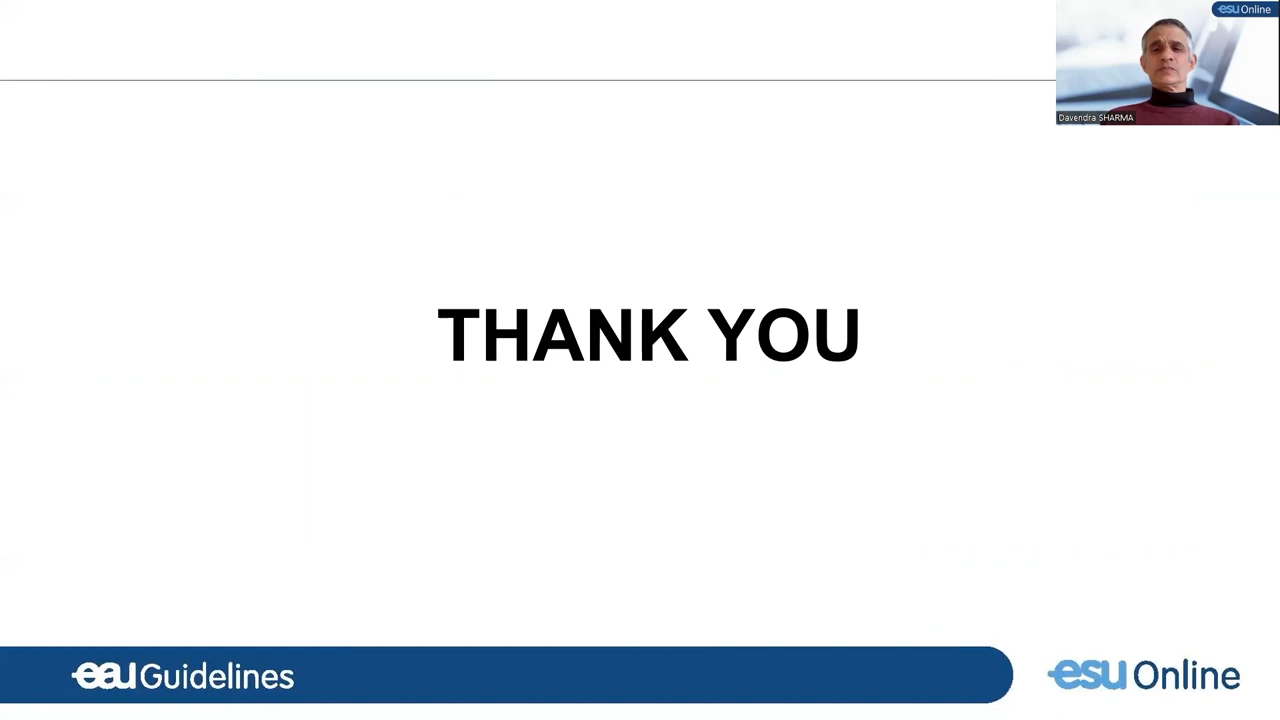 esu Online
Davendra SHARMA
THANK YOU
eau Guidelines
esu Online